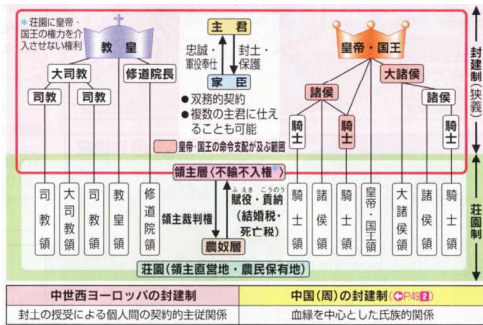 *荘園に皇帝・
国王の権力を介
入させない権利
教皇
大司教
修道院長
司教
司教
主君
忠誠・
軍役奉仕
封土・
保護
家臣
●双務的契約
●複数の主君に仕え
ることも可能
皇帝・国王の命令支配が及ぶ範囲
皇帝・国王
大諸侯
諸侯
諸侯
騎士
騎士
騎士
封建制(狭義)
領主層〈不輸不入権*〉
司教領
大司教領
司教領
教皇領
修道院領
領主裁判権
ふえき こうのう
賦役・貢納
(結婚税・
死亡税)
農奴層
騎士領
諸侯領
騎士領
皇帝・国王領
大諸侯領
諸侯領
騎士領
荘園制
荘園(領主直営地・農民保有地)
中世西ヨーロッパの封建制
中国(周)の封建制(←P.49 2)
封土の授受による個人間の契約的主従関係
血縁を中心とした氏族的関係